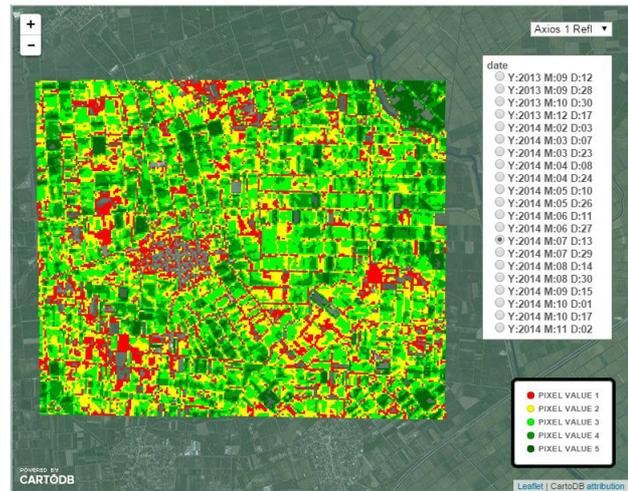 +
−
Axios 1 Refl ▼
date
Y:2013 M:09 D:12
Y:2013 M:09 D:28
Y:2013 M:10 D:30
Y:2013 M:12 D:17
Y:2014 M:02 D:03
Y:2014 M:03 D:07
Y:2014 M:03 D:23
Y:2014 M:04 D:08
Y:2014 M:04 D:24
Y:2014 M:05 D:10
Y:2014 M:05 D:26
Y:2014 M:06 D:11
Y:2014 M:06 D:27
Y:2014 M:07 D:13
Y:2014 M:07 D:29
Y:2014 M:08 D:14
Y:2014 M:08 D:30
Y:2014 M:09 D:15
Y:2014 M:10 D:01
Y:2014 M:10 D:17
Y:2014 M:11 D:02
PIXEL VALUE 1
PIXEL VALUE 2
PIXEL VALUE 3
PIXEL VALUE 4
PIXEL VALUE 5
POWERED BY
CARTODB
Leaflet | CartoDB attribution